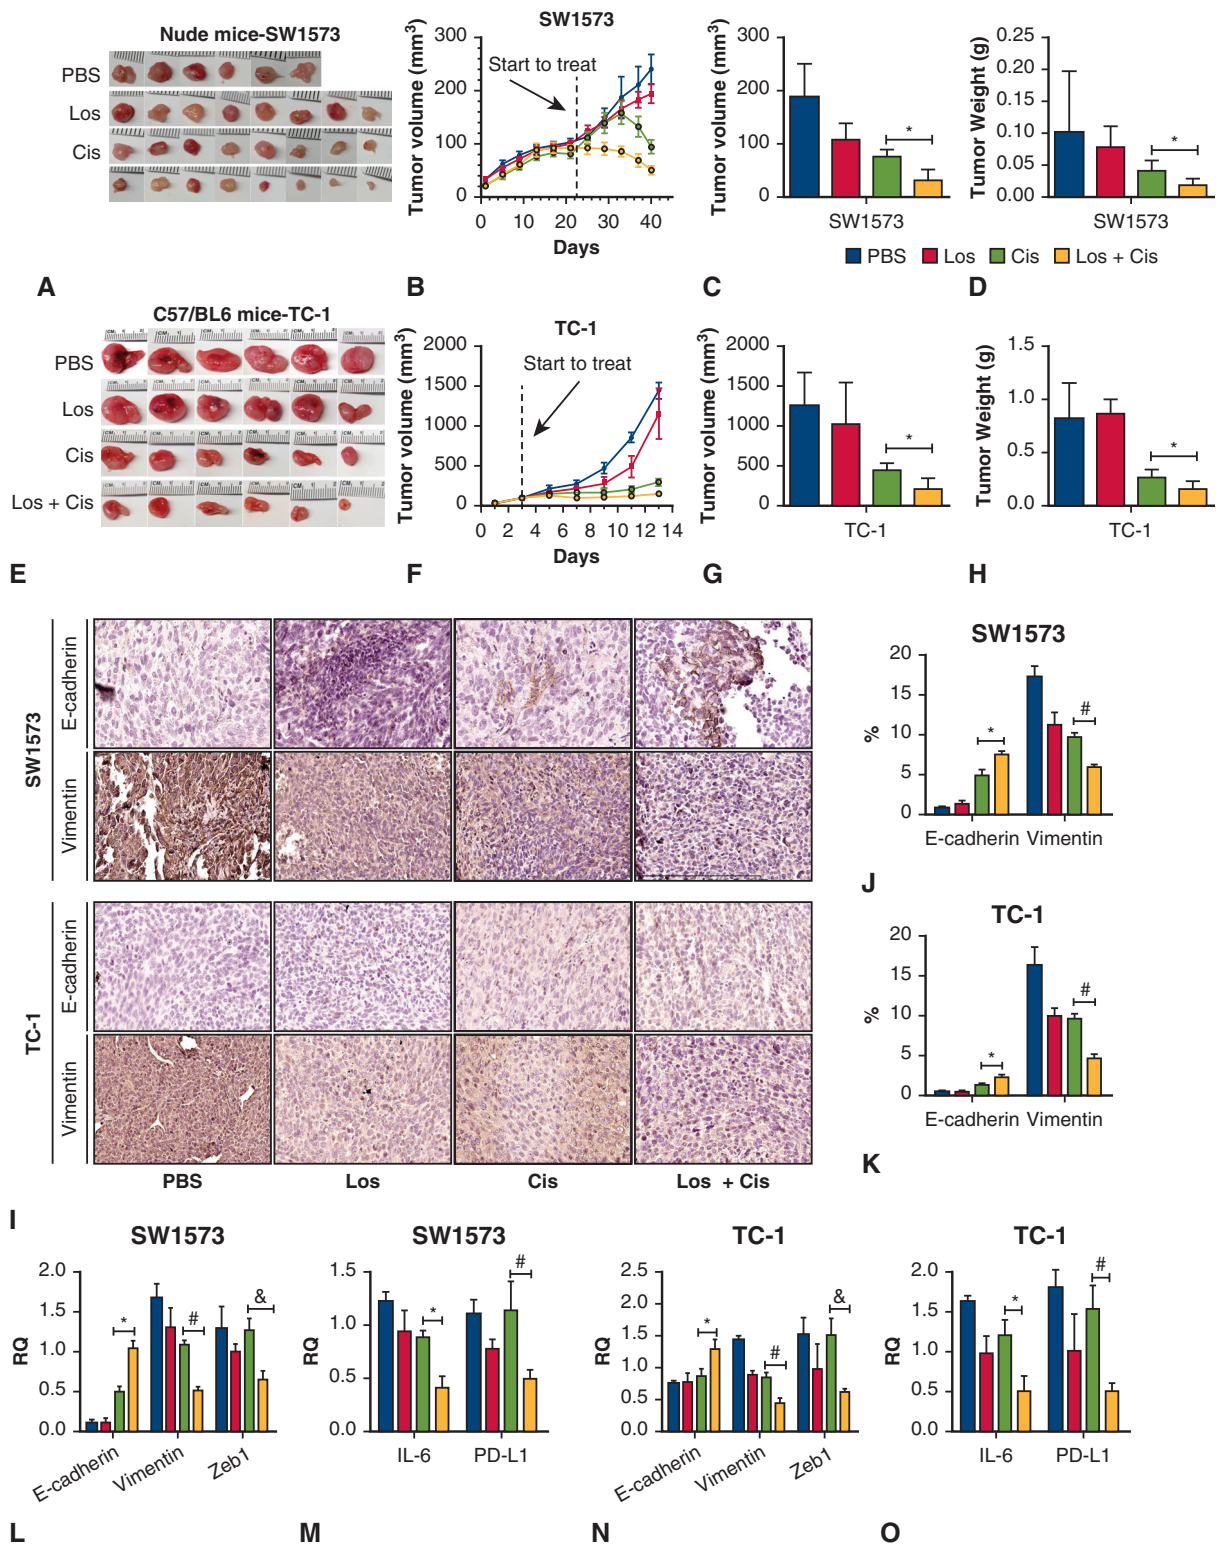 Nude mice-SW1573
PBS
Los
Cis
A
SW1573
Tumor volume (mm3)
300
200
100
0
Start to treat
0 10 20 30 40
Days
B
Tumor volume (mm3)
300
200
100
0
SW1573
*
C
Tumor Weight (g)
0.25
0.20
0.15
0.10
0.05
0.00
SW1573
*
D
PBS Los Cis Los + Cis
C57/BL6 mice-TC-1
PBS
Los
Cis
Los + Cis
E
TC-1
Tumor volume (mm3)
2000
1500
1000
500
0
Start to treat
0 2 4 6 8 10 11 13 14
Days
F
Tumor volume (mm3)
2000
1500
1000
500
0
TC-1
*
G
Tumor Weight (g)
1.5
1.0
0.5
0.0
TC-1
*
H
SW1573
E-cadherin
Vimentin
TC-1
E-cadherin
Vimentin
PBS Los Cis Los + Cis
I
SW1573
%
20
15
10
5
0
* #
E-cadherin Vimentin
J
TC-1
%
20
15
10
5
0
* #
E-cadherin Vimentin
K
SW1573
RQ
2.0
1.5
1.0
0.5
0.0
* # &
E-cadherin Vimentin Zeb1
L
SW1573
RQ
1.5
1.0
0.5
0.0
* #
IL-6 PD-L1
M
TC-1
RQ
2.5
2.0
1.5
1.0
0.5
0.0
* # &
E-cadherin Vimentin Zeb1
N
TC-1
RQ
2.0
1.5
1.0
0.5
0.0
* #
IL-6 PD-L1
O